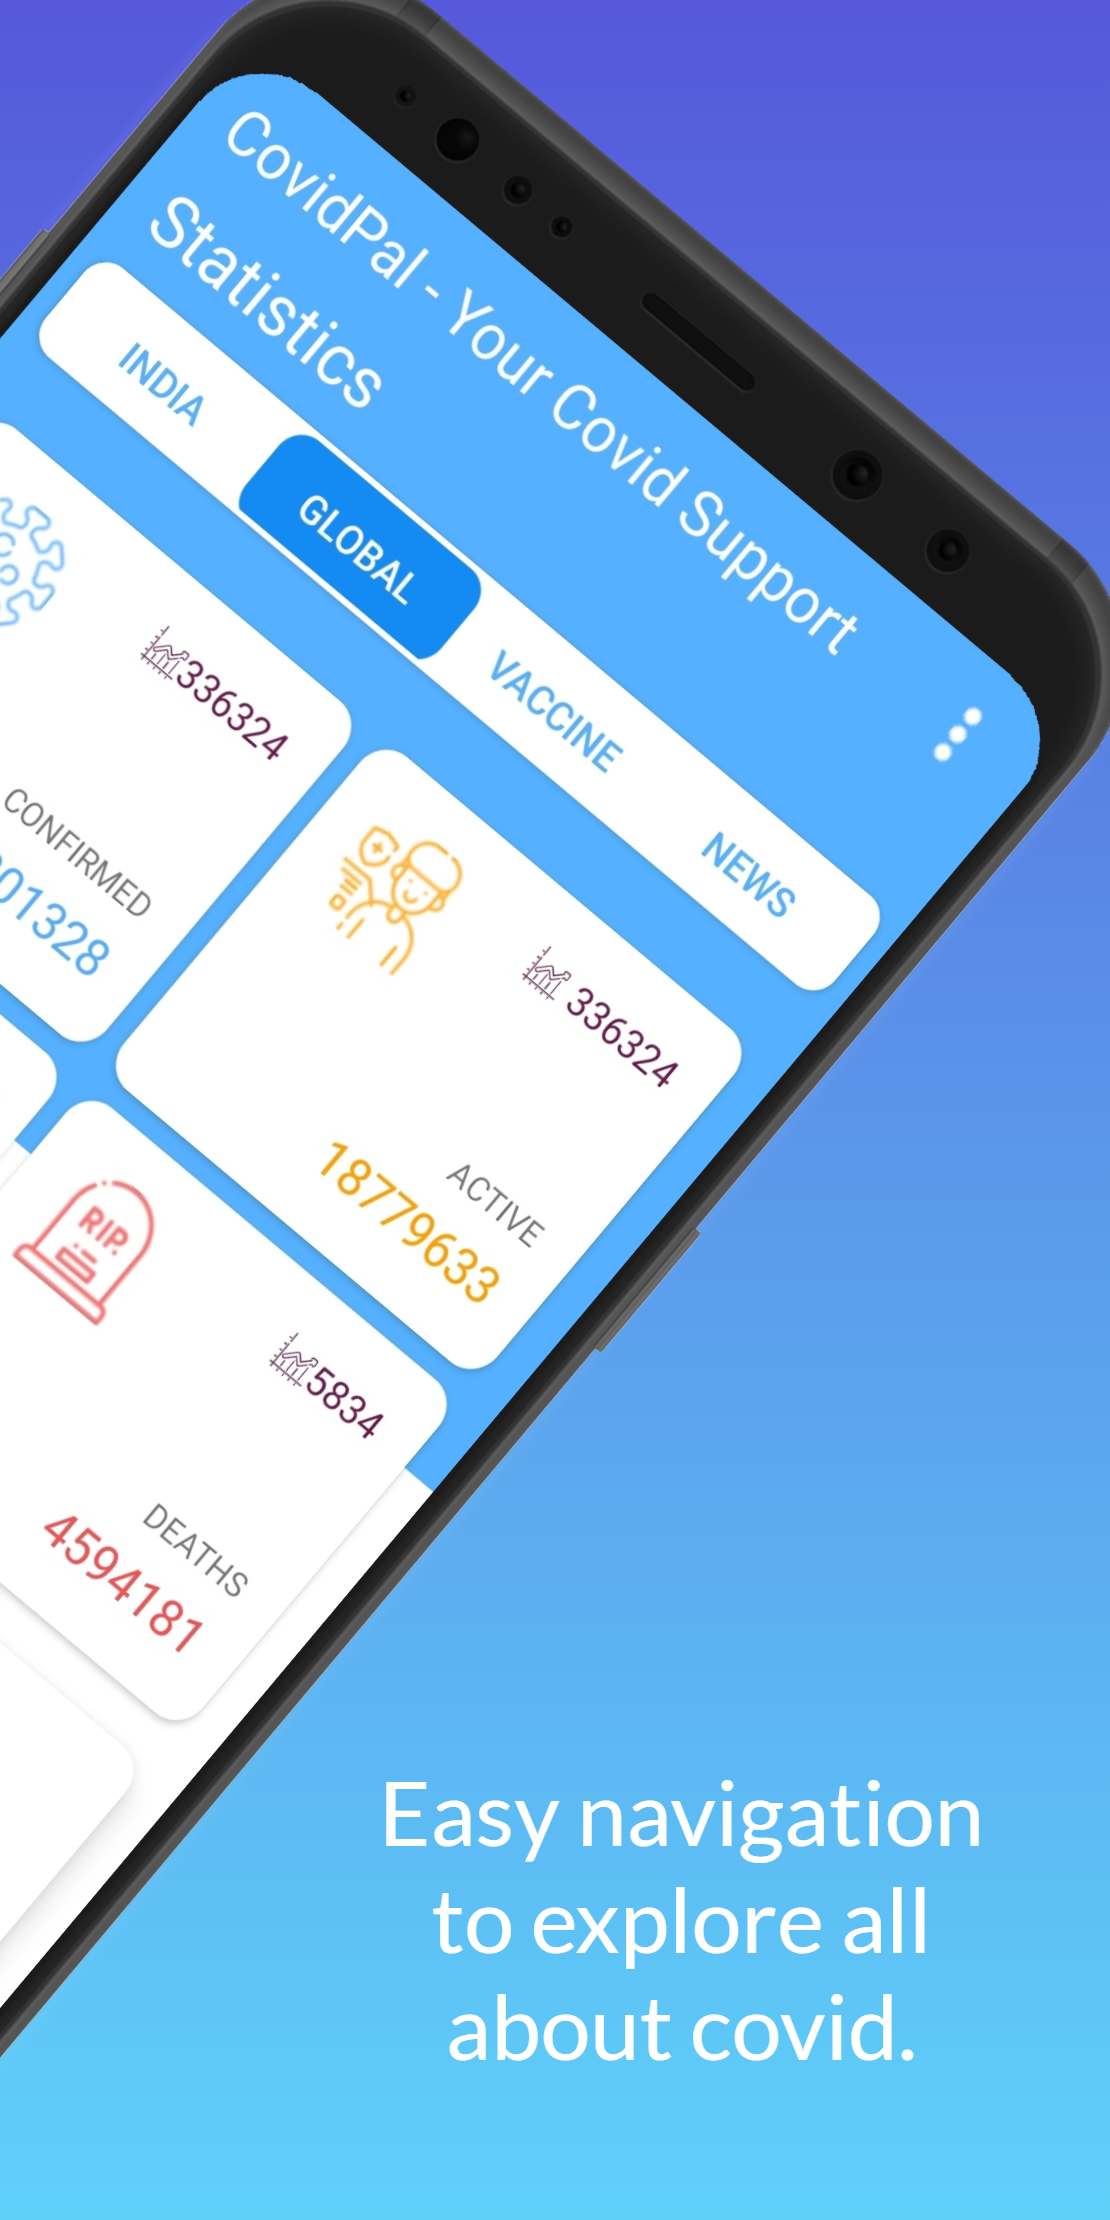 CovidPal - Your Covid Support
Statistics
INDIA
GLOBAL
VACCINE
NEWS
336324
CONFIRMED
01328
336324
ACTIVE
18779633
RIP.
5834
DEATHS
4594181
Easy navigation
to explore all
about covid.